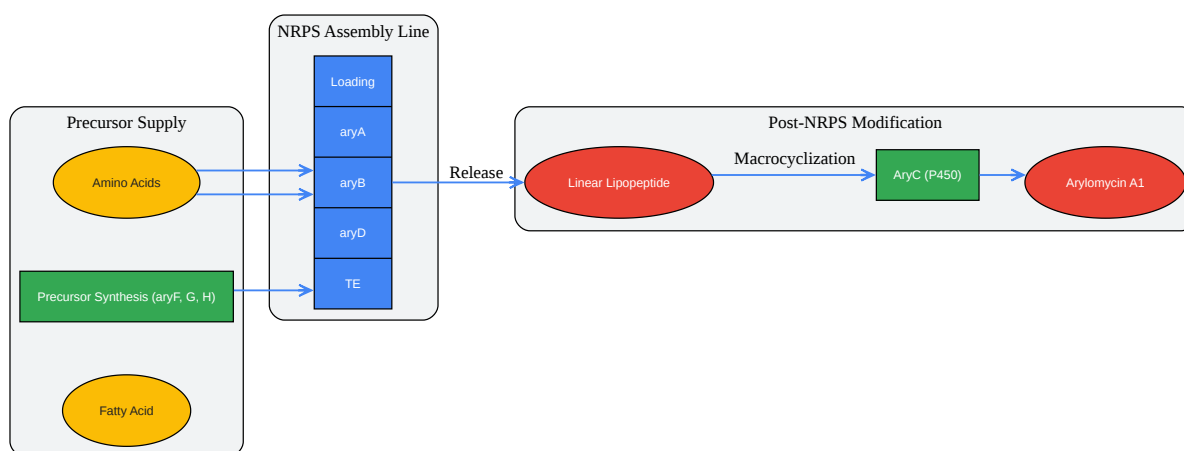 NRPS Assembly Line
Loading
aryA
aryB
aryD
TE
Precursor Supply
Amino Acids
Precursor Synthesis (aryF, G, H)
Fatty Acid
Release
Post-NRPS Modification
Linear Lipopeptide
Macrocyclization
AryC (P450)
Arylomycin A1